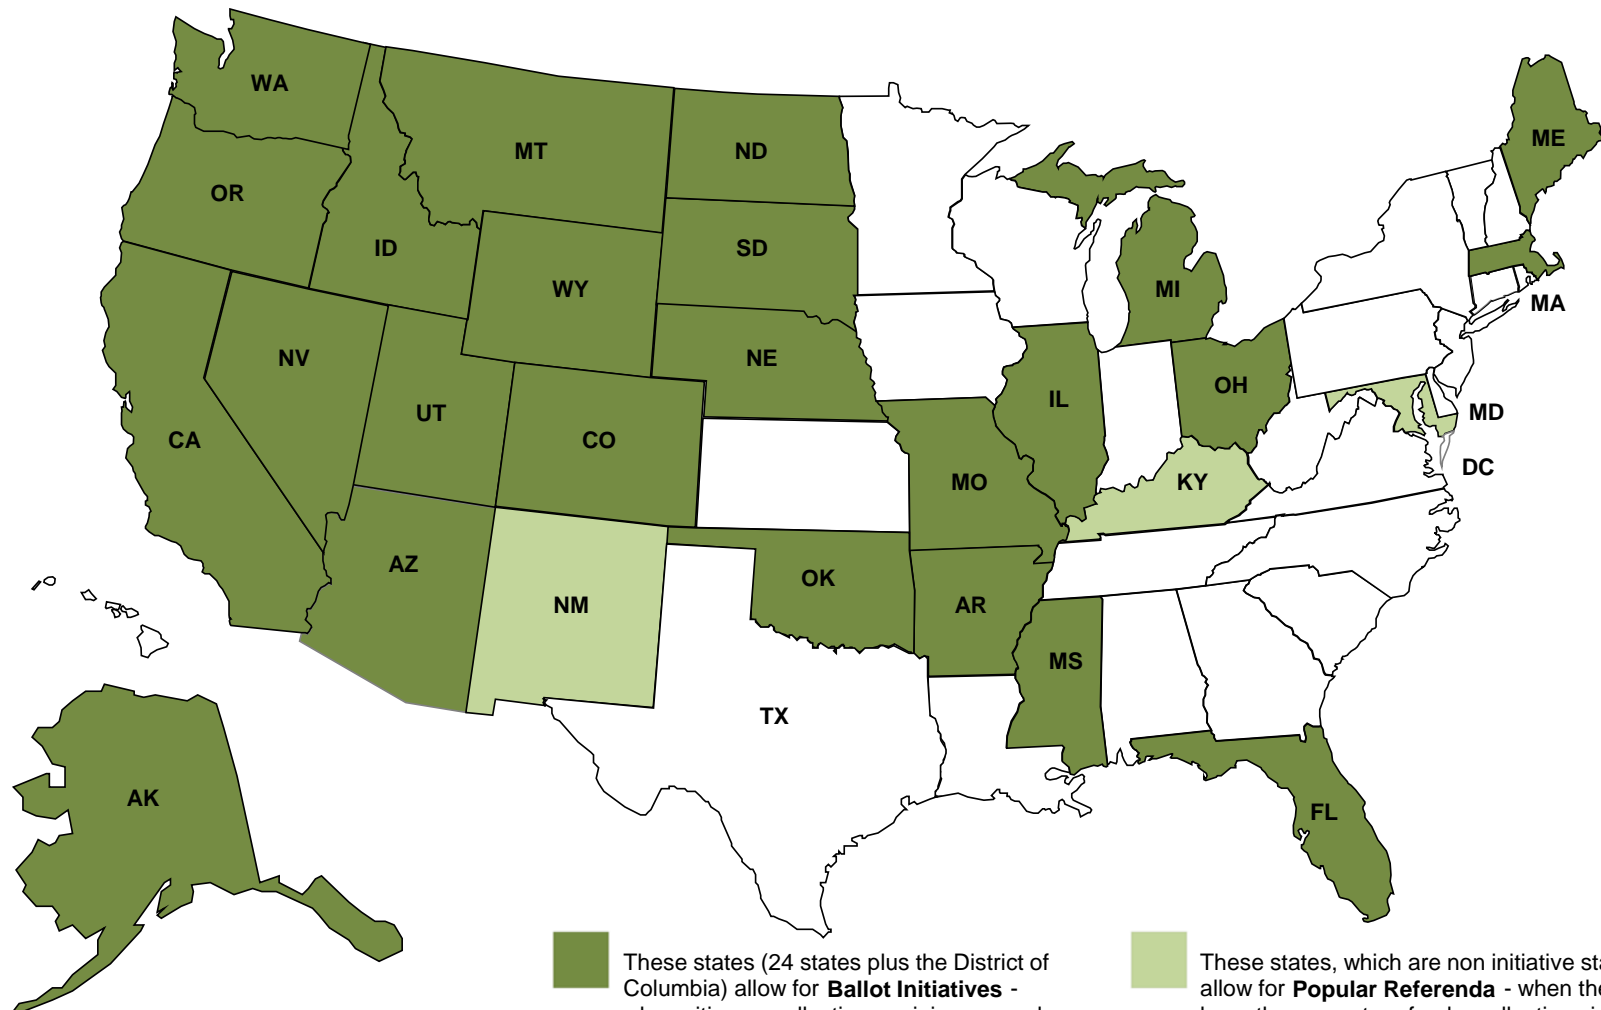 WA
MT
ND
ME
OR
ID
SD
WY
MI
MA
NV
NE
OH
IL
UT
CO
CA
MD
DC
MO
KY
AZ
OK
NM
AR
MS
TX
AK
FL
These states (24 states plus the District of
Columbia) allow for Ballot Initiatives -
These states, which are non initiative sta
allow for Popular Referenda - when the